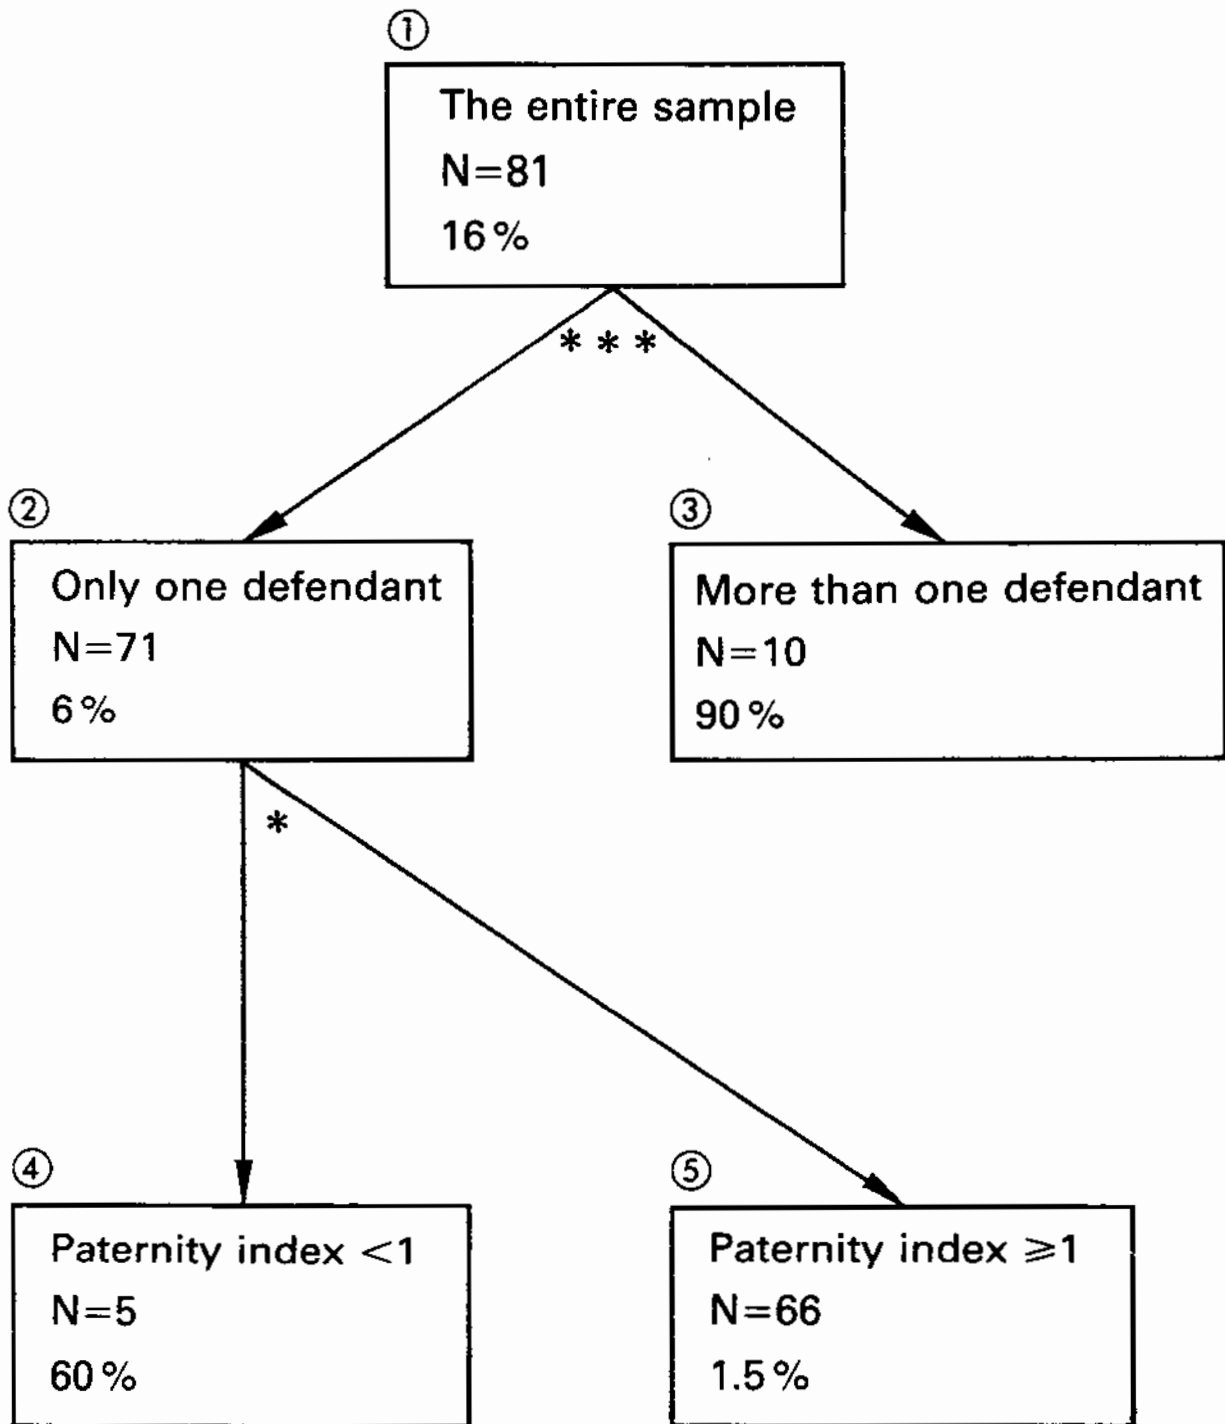 ①
The entire sample
N=81
16%
* * *
②
Only one defendant
N=71
6%
③
More than one defendant
N=10
90%
*
④
Paternity index <1
N=5
60%
⑤
Paternity index ⩾1
N=66
1.5%